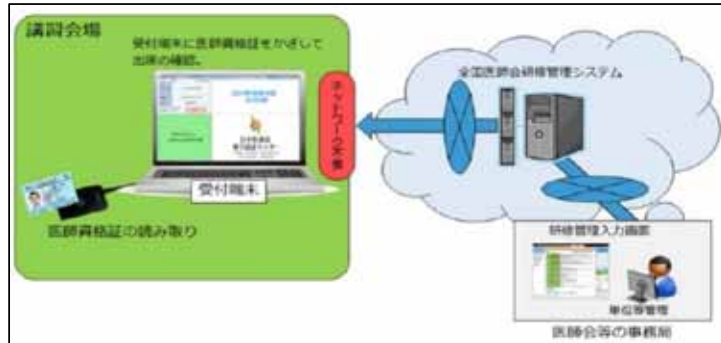 講習会場
受付端末に医師資格証をかざして
出席の確認。
受付端末
医師資格証の読み取り
ネットワーク不要
全国医師会研修管理システム
研修管理入力画面
単位等管理
医師会等の事務局